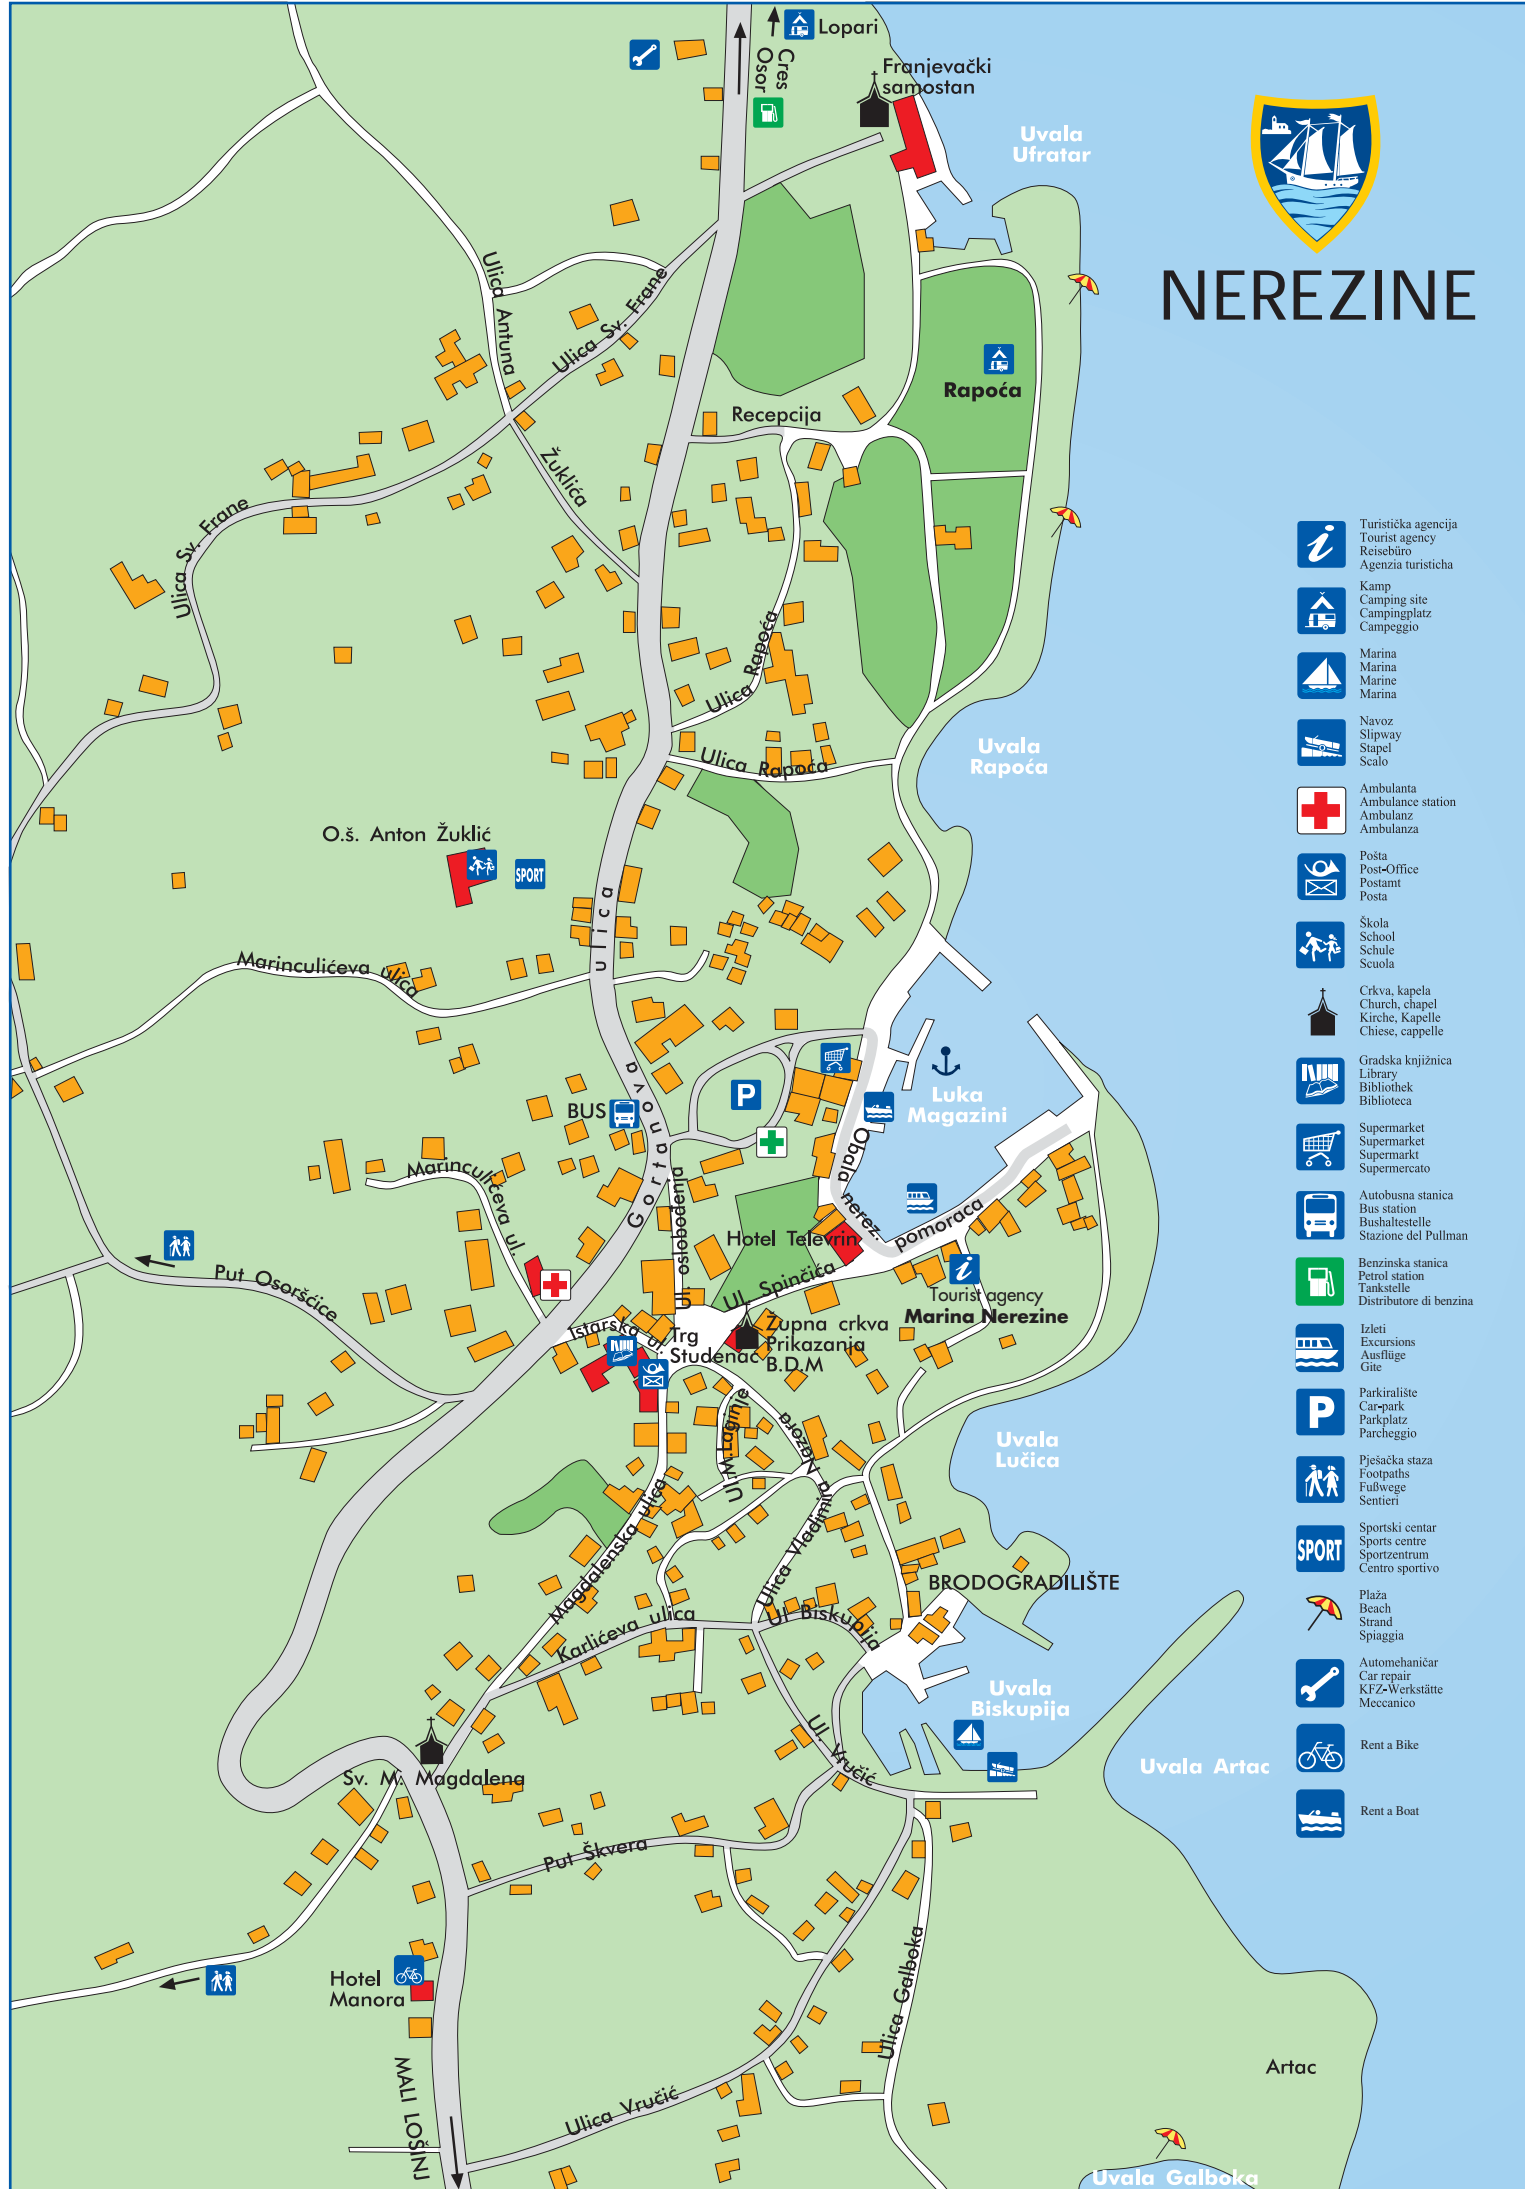 Lopari
Cres
Osor
Franjevački
samostan
Uvala
Ufratar
NEREZINE
Ulica Antuna
Ulica Sv. Frane
Rapoća
Recepcija
Žuklića
Ulica Sv. Frane
Ulica Rapoća
Ulica Rapoća
Uvala
Rapoća
O.š. Anton Žuklić
SPORT
Marinculićeva ulica
Gortanova ulica
BUS
P
Luka
Magazini
Obala nerez. pomoraca
Marinculićeva ul.
Ul. oslobođenja
Hotel Televrin
Put Osoršćice
Ul. Spinčića
Tourist agency
Marina Nerezine
Istarska ul.
Trg
Studenac
Župna crkva
Prikazanja
B.D.M
Ul. M. Laginje
Ulica Vladimira Nazora
Uvala
Lučica
Magdalenska ulica
BRODOGRADILIŠTE
Karlićeva ulica
Ul Biskupija
Uvala
Biskupija
Ul. Vručić
Uvala Artac
Sv. M. Magdalena
Put Škvera
Hotel
Manora
Ulica Galboka
MALI LOŠINJ
Ulica Vručić
Artac
Uvala Galboka
i
Turistička agencija
Tourist agency
Reisebüro
Agenzia turisticha
Kamp
Camping site
Campingplatz
Campeggio
Marina
Marina
Marine
Marina
Navoz
Slipway
Stapel
Scalo
Ambulanta
Ambulance station
Ambulanz
Ambulanza
Pošta
Post-Office
Postamt
Posta
Škola
School
Schule
Scuola
Crkva, kapela
Church, chapel
Kirche, Kapelle
Chiese, cappelle
Gradska knjižnica
Library
Bibliothek
Biblioteca
Supermarket
Supermarket
Supermarkt
Supermercato
Autobusna stanica
Bus station
Bushaltestelle
Stazione del Pullman
Benzinska stanica
Petrol station
Tankstelle
Distributore di benzina
Izleti
Excursions
Ausflüge
Gite
P
Parkiralište
Car-park
Parkplatz
Parcheggio
Pješačka staza
Footpaths
Fußwege
Sentieri
SPORT
Sportski centar
Sports centre
Sportzentrum
Centro sportivo
Plaža
Beach
Strand
Spiaggia
Automehaničar
Car repair
KFZ-Werkstätte
Meccanico
Rent a Bike
Rent a Boat